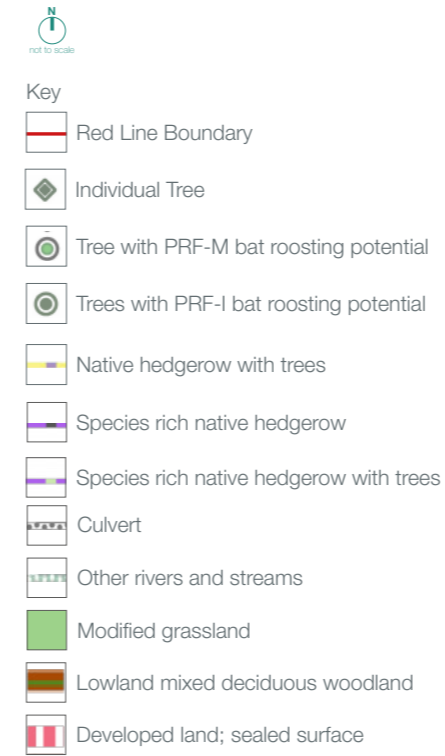 N
not to scale
Key
Red Line Boundary
Individual Tree
Tree with PRF-M bat roosting potential
Trees with PRF-I bat roosting potential
Native hedgerow with trees
Species rich native hedgerow
Species rich native hedgerow with trees
Culvert
Other rivers and streams
Modified grassland
Lowland mixed deciduous woodland
Developed land; sealed surface